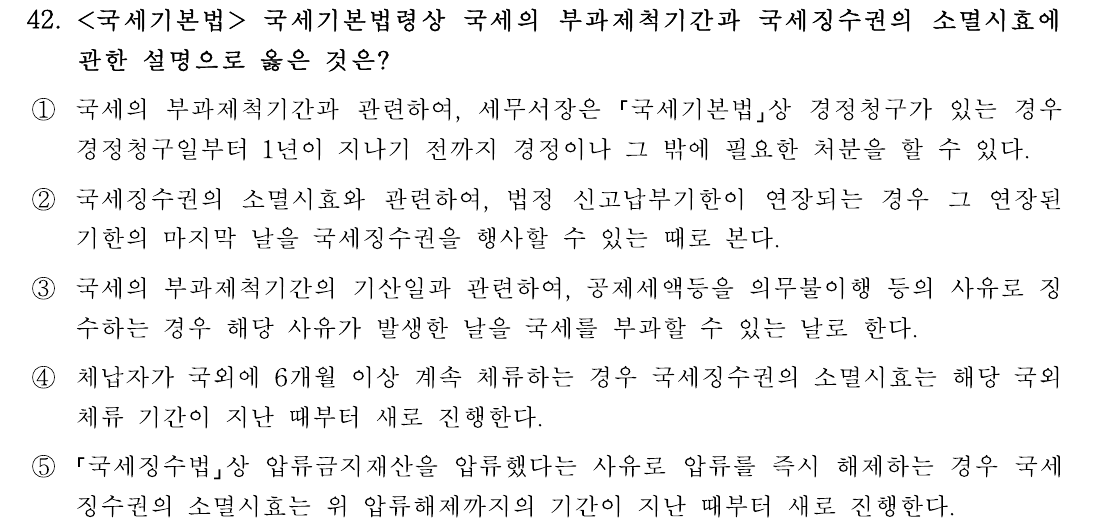 42. <국세기본법> 국세기본법령상 국세의 부과제척기간과 국세징수권의 소멸시효에
관한 설명으로 옳은 것은?
① 국세의 부과제척기간과 관련하여, 세무서장은 「국세기본법」상 경정청구가 있는 경우
경정청구일부터 1년이 지나기 전까지 경정이나 그 밖에 필요한 처분을 할 수 있다.
② 국세징수권의 소멸시효와 관련하여, 법정 신고납부기한이 연장되는 경우 그 연장된
기한의 마지막 날을 국세징수권을 행사할 수 있는 때로 본다.
③ 국세의 부과제척기간의 기산일과 관련하여, 공제세액등을 의무불이행 등의 사유로 징
수하는 경우 해당 사유가 발생한 날을 국세를 부과할 수 있는 날로 한다.
④ 체납자가 국외에 6개월 이상 계속 체류하는 경우 국세징수권의 소멸시효는 해당 국외
체류 기간이 지난 때부터 새로 진행한다.
⑤ 「국세징수법」상 압류금지재산을 압류했다는 사유로 압류를 즉시 해제하는 경우 국세
징수권의 소멸시효는 위 압류해제까지의 기간이 지난 때부터 새로 진행한다.